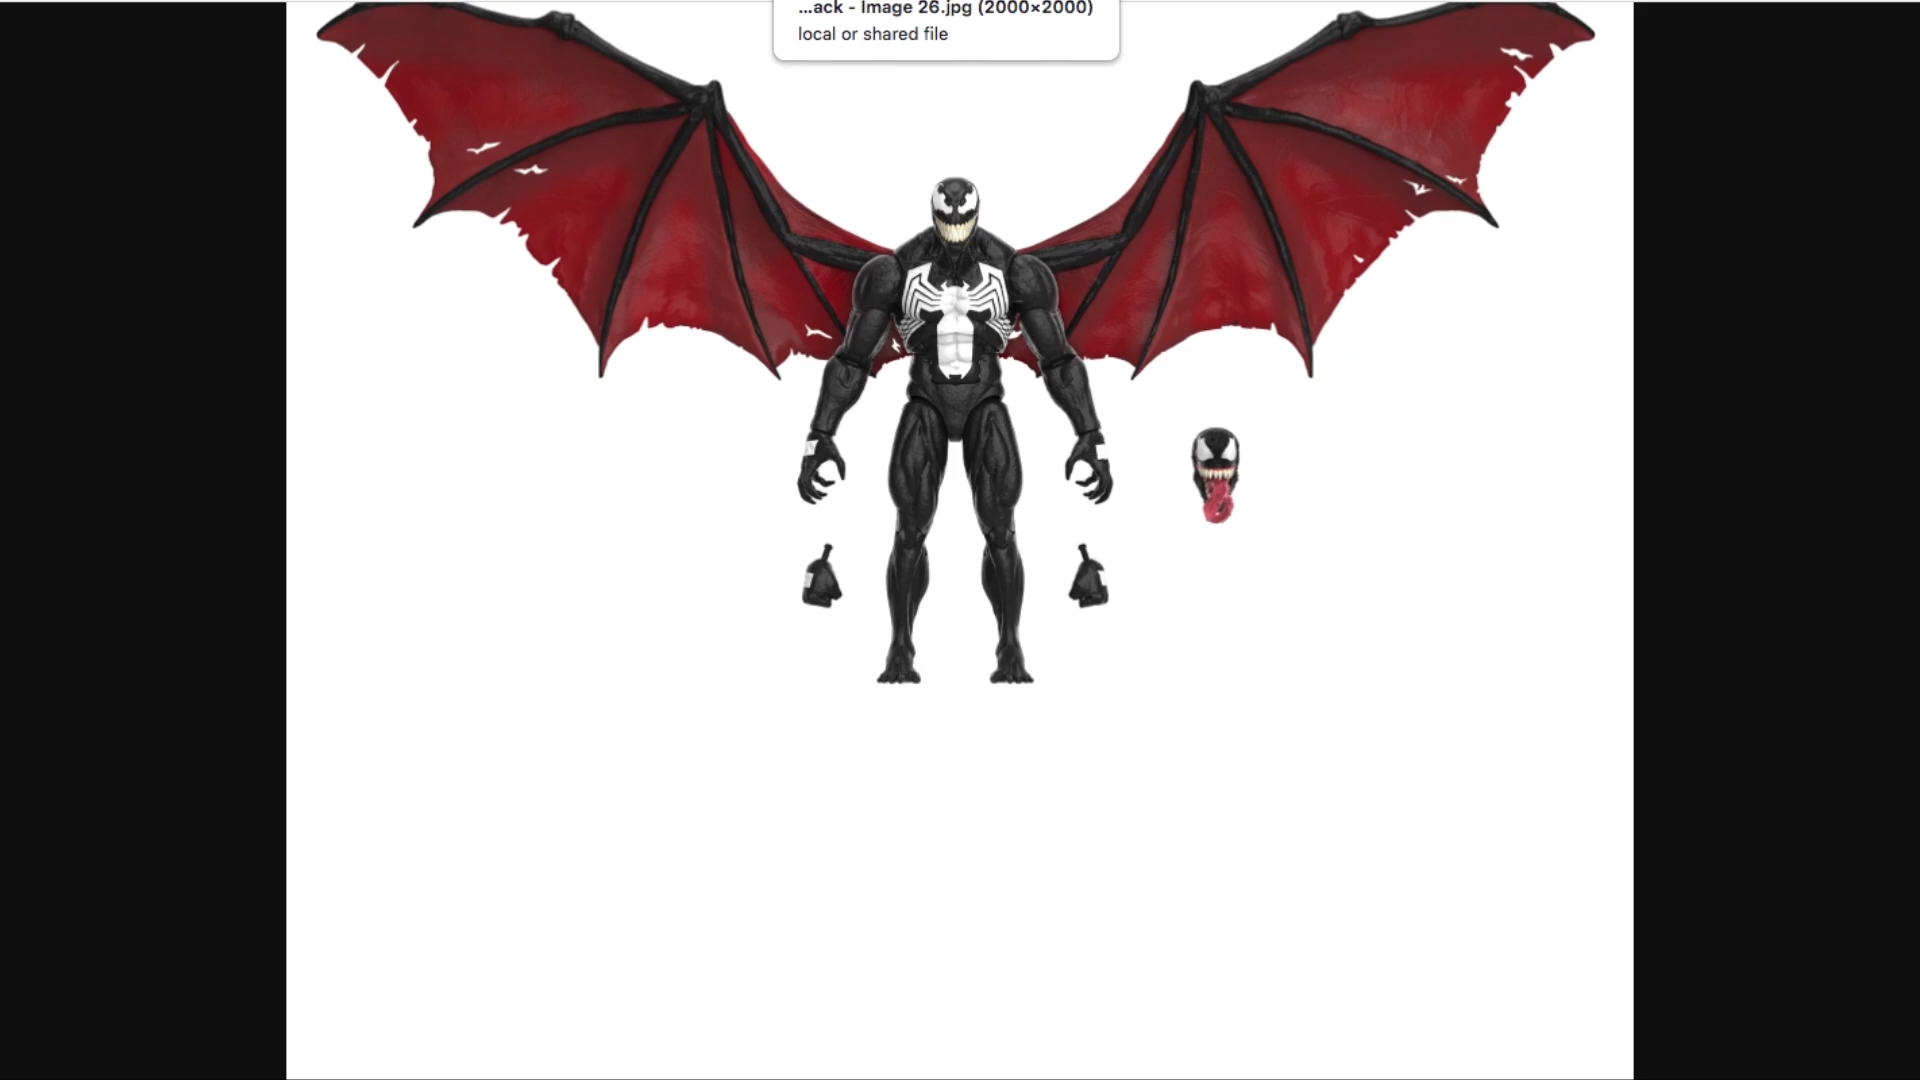 ...ack - Image 26.jpg (2000×2000)
local or shared file